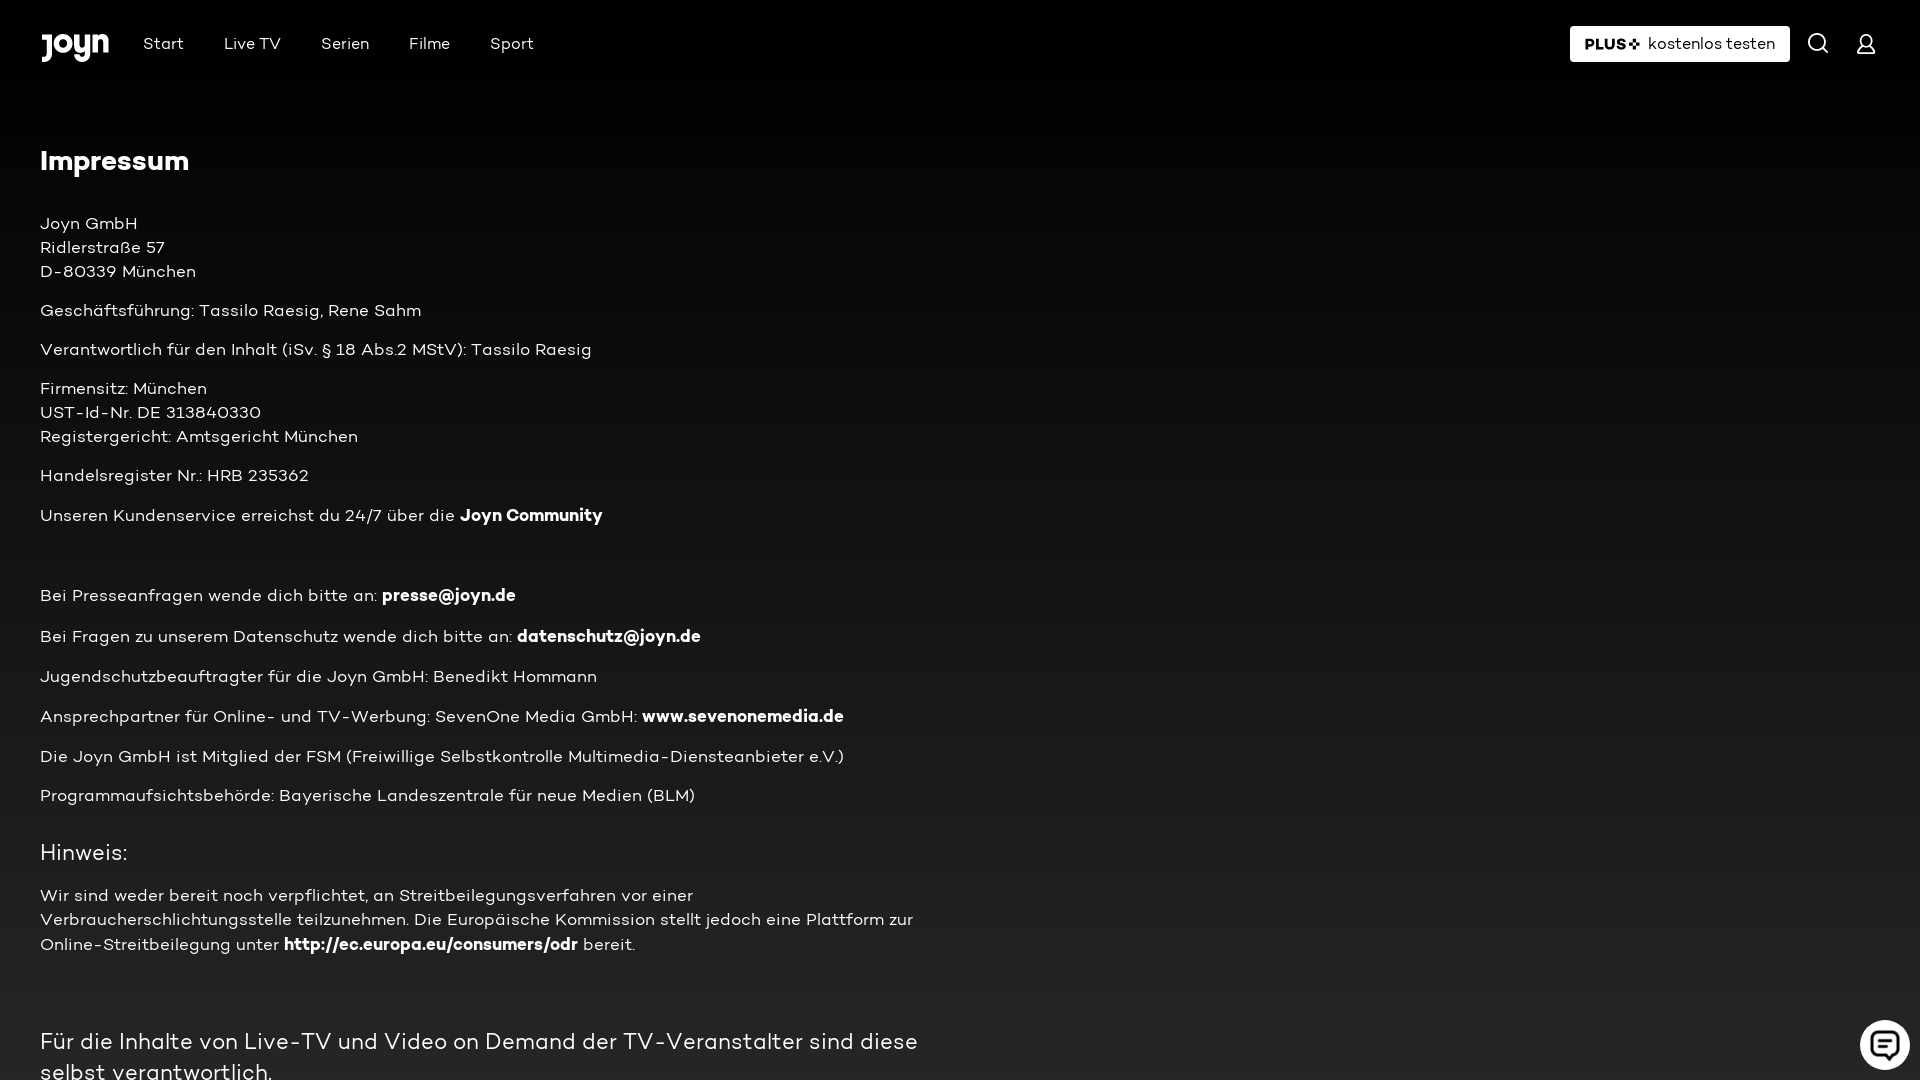 joyn
Start
Live TV
Serien
Filme
Sport
PLUS kostenlos testen
Impressum
Joyn GmbH
Ridlerstraße 57
D-80339 München
Geschäftsführung: Tassilo Raesig, Rene Sahm
Verantwortlich für den Inhalt (iSv. § 18 Abs.2 MStV): Tassilo Raesig
Firmensitz: München
UST-Id-Nr. DE 313840330
Registergericht: Amtsgericht München
Handelsregister Nr.: HRB 235362
Unseren Kundenservice erreichst du 24/7 über die Joyn Community
Bei Presseanfragen wende dich bitte an: presse@joyn.de
Bei Fragen zu unserem Datenschutz wende dich bitte an: datenschutz@joyn.de
Jugendschutzbeauftragter für die Joyn GmbH: Benedikt Hommann
Ansprechpartner für Online- und TV-Werbung: SevenOne Media GmbH: www.sevenonemedia.de
Die Joyn GmbH ist Mitglied der FSM (Freiwillige Selbstkontrolle Multimedia-Diensteanbieter e.V.)
Programmaufsichtsbehörde: Bayerische Landeszentrale für neue Medien (BLM)
Hinweis:
Wir sind weder bereit noch verpflichtet, an Streitbeilegungsverfahren vor einer
Verbraucherschlichtungsstelle teilzunehmen. Die Europäische Kommission stellt jedoch eine Plattform zur
Online-Streitbeilegung unter http://ec.europa.eu/consumers/odr bereit.
Für die Inhalte von Live-TV und Video on Demand der TV-Veranstalter sind diese
selbst verantwortlich.